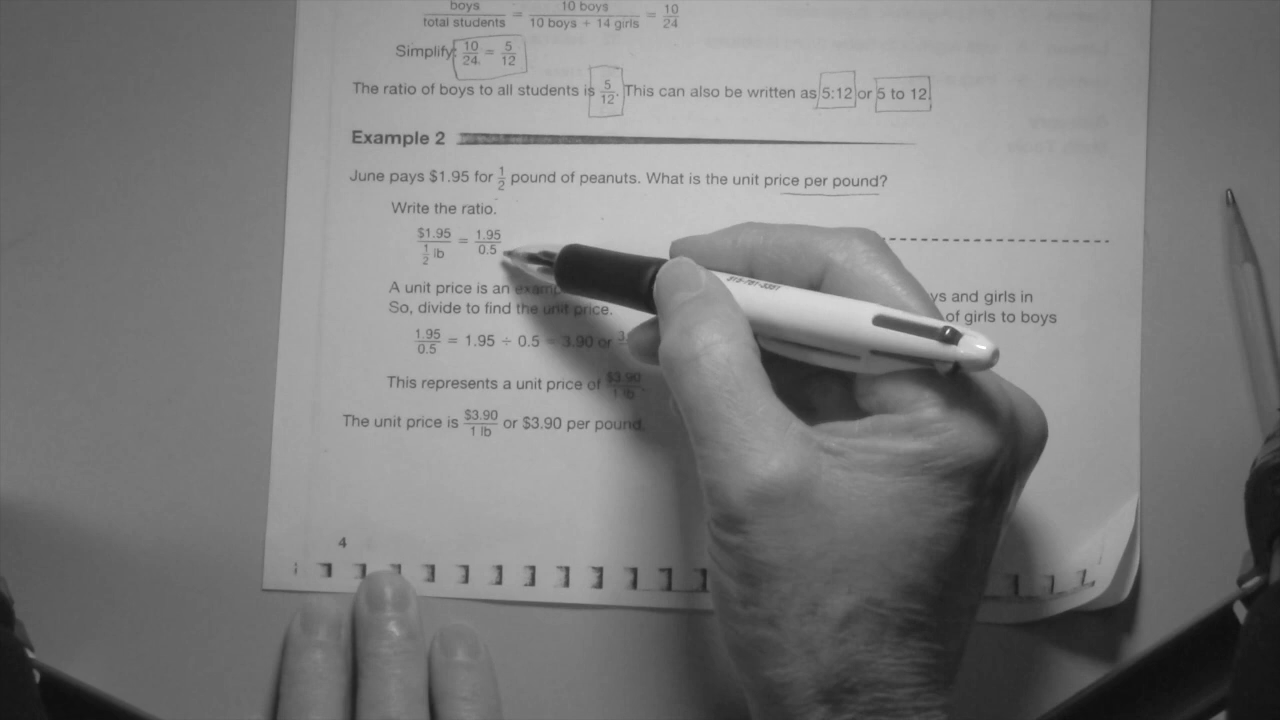 boys/total students = 10 boys/10 boys + 14 girls = 10/24
Simplify: 10/24 = 5/12
The ratio of boys to all students is 5/12. This can also be written as 5:12 or 5 to 12.
Example 2
June pays $1.95 for 1/2 pound of peanuts. What is the unit price per pound?
Write the ratio.
$1.95/1/2 lb = 1.95/0.5
A unit price is an
ys and girls in
So, divide to find the unit price.
of girls to boys
1.95/0.5 = 1.95 ÷ 0.5 = 3.90 or
This represents a unit price of $3.90/1 lb.
The unit price is $3.90/1 lb or $3.90 per pound.
4